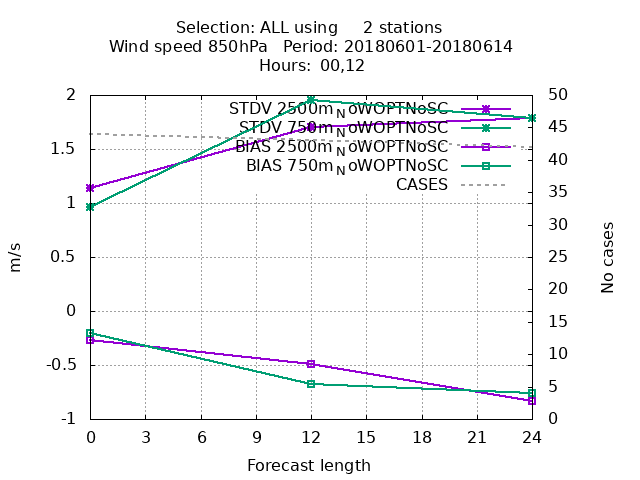 Selection: ALL using 2 stations
Wind speed 850hPa Period: 20180601-20180614
Hours: 00,12
STDV 2500m_NoWOPTNoSC
STDV 750m_NoWOPTNoSC
BIAS 2500m_NoWOPTNoSC
BIAS 750m_NoWOPTNoSC
CASES
2
1.5
1
0.5
0
-0.5
-1
m/s
50
45
40
35
30
25
20
15
10
5
0
No cases
0 3 6 9 12 15 18 21 24
Forecast length